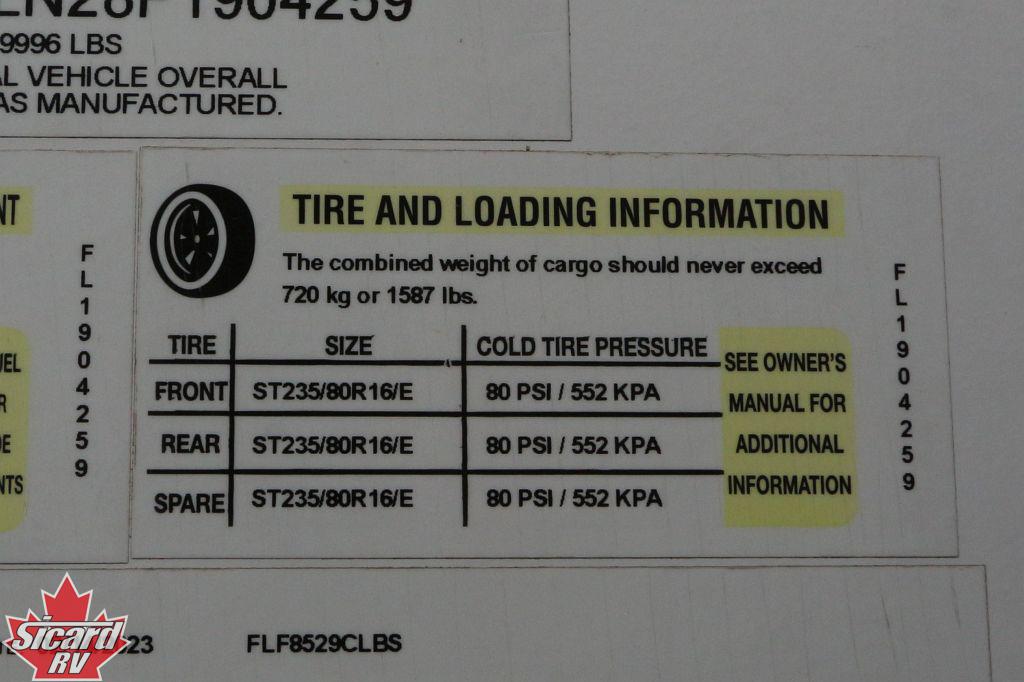 9996 LBS
VEHICLE OVERALL
AS MANUFACTURED.
TIRE AND LOADING INFORMATION
The combined weight of cargo should never exceed
720 kg or 1587 lbs.
TIRE SIZE COLD TIRE PRESSURE
FRONT ST235/80R16/E 80 PSI / 552 KPA
REAR ST235/80R16/E 80 PSI / 552 KPA
SPARE ST235/80R16/E 80 PSI / 552 KPA
SEE OWNER'S
MANUAL FOR
ADDITIONAL
INFORMATION
FL1904259
FL1904259
FLF8529CLBS
Sicard
RV